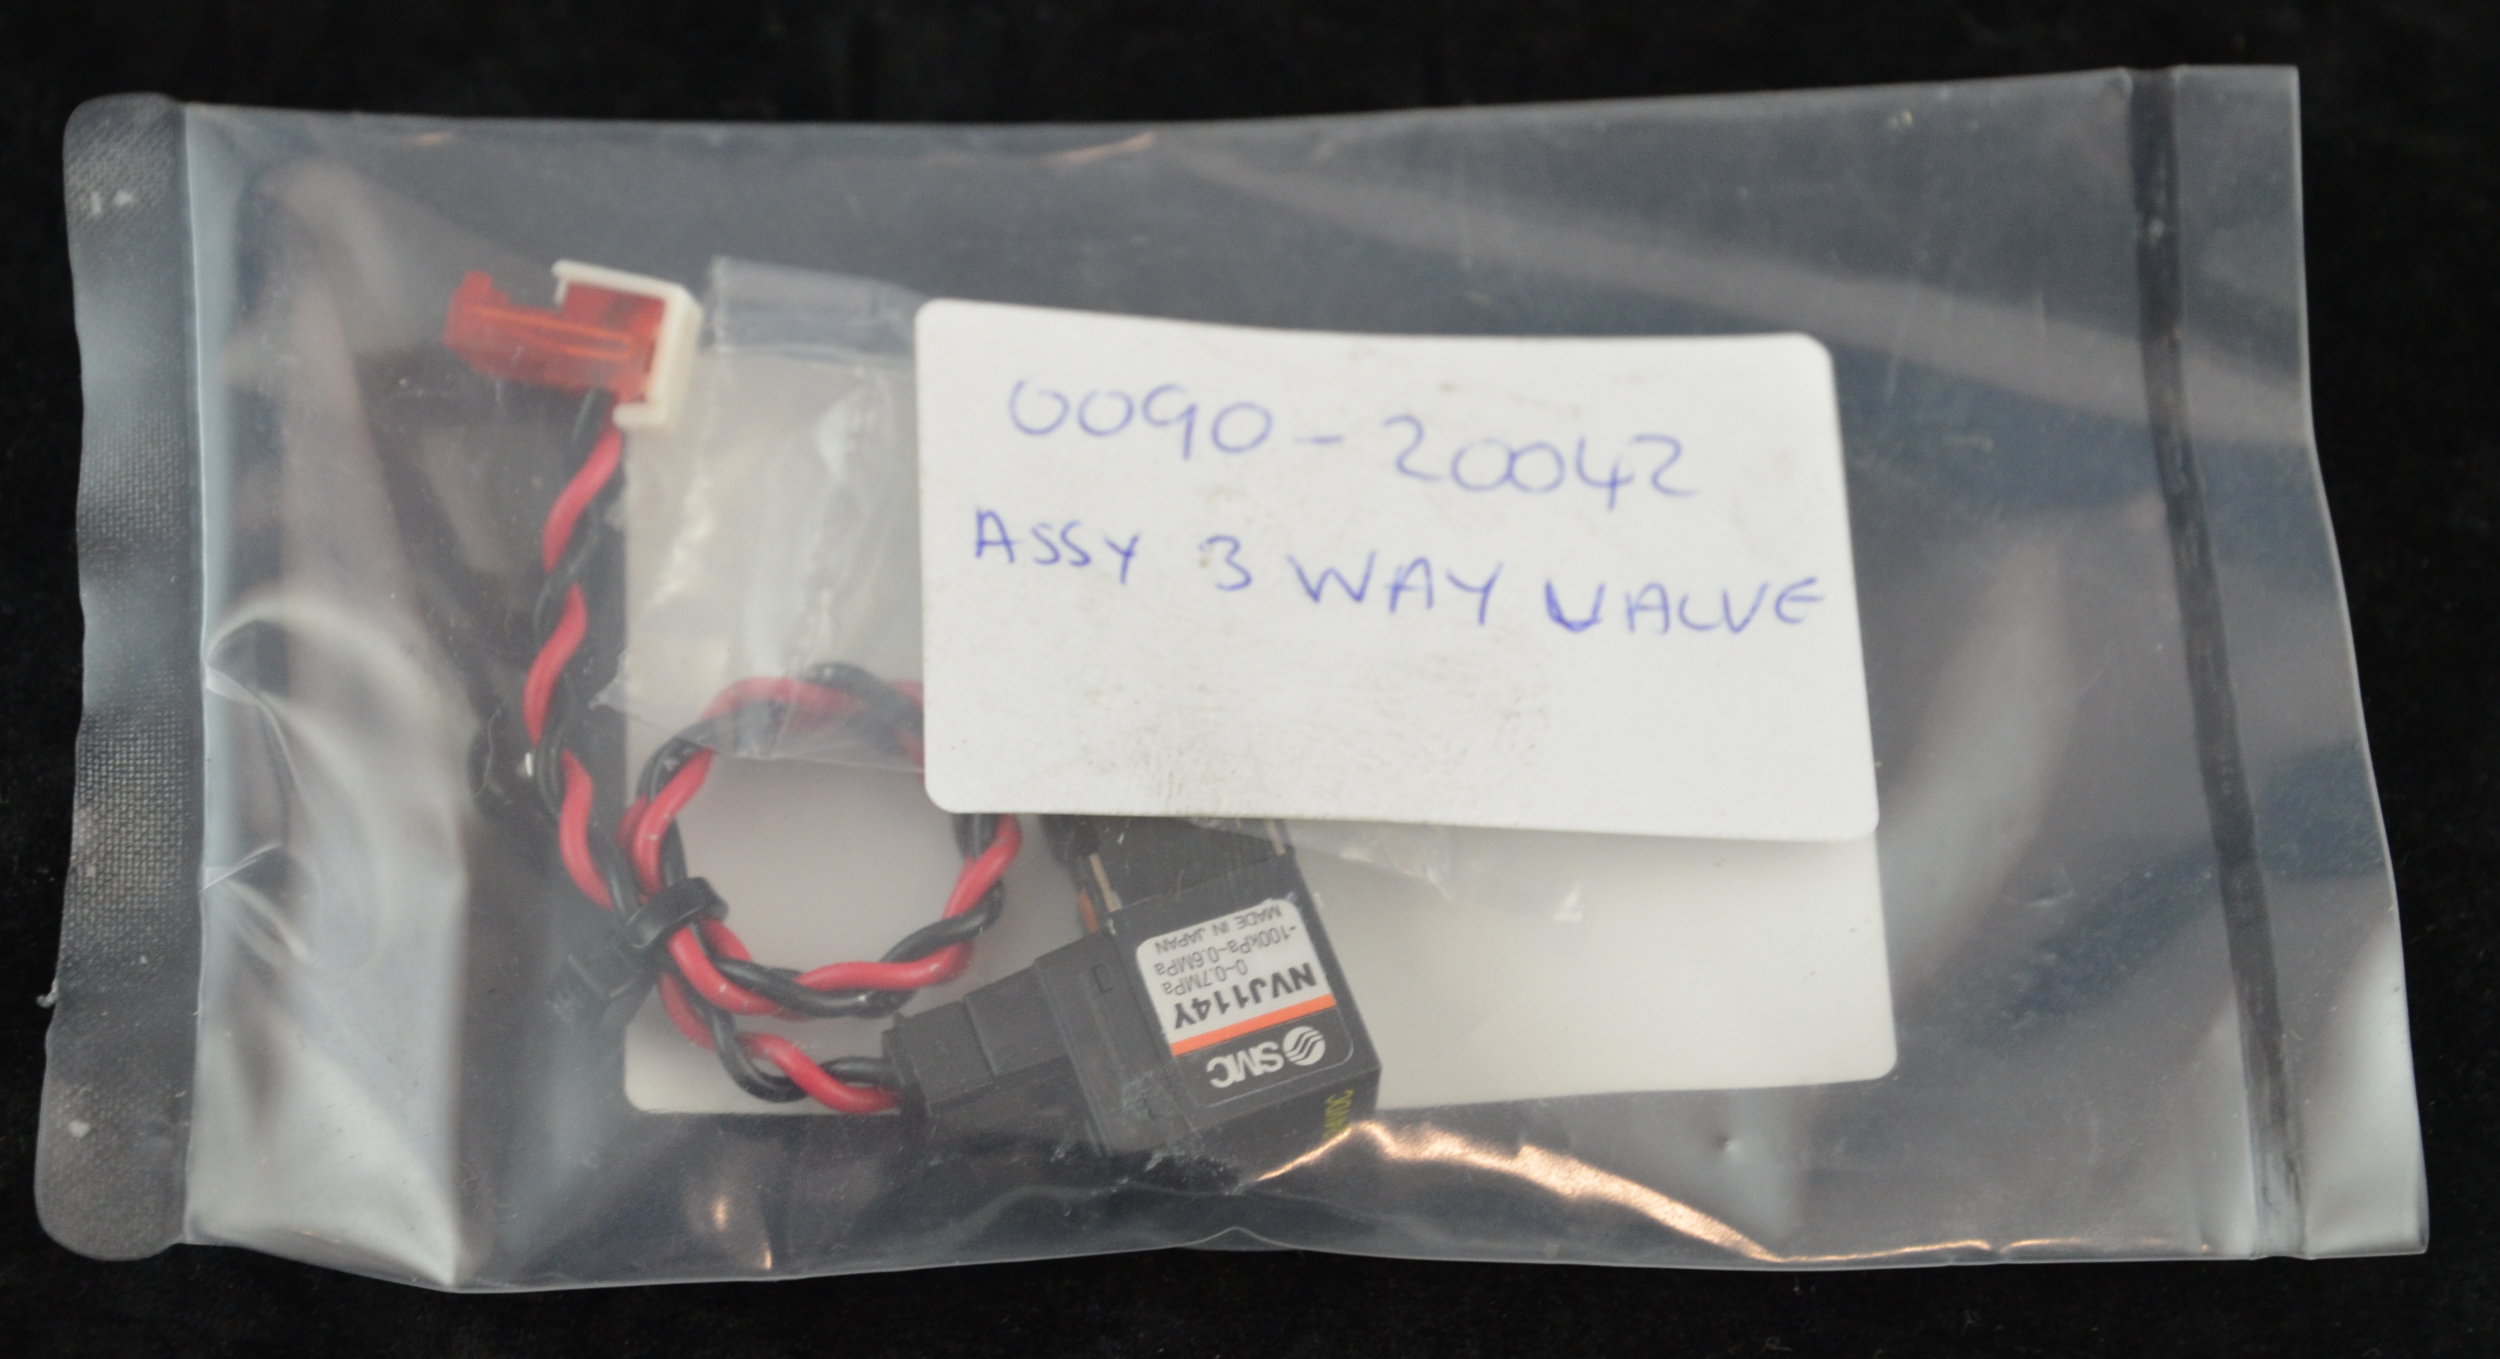 0090-20042
ASSY 3 WAY VALVE
SMC
NVJ114Y
0~0.7MPa
-100kPa~0.6MPa
MADE IN JAPAN